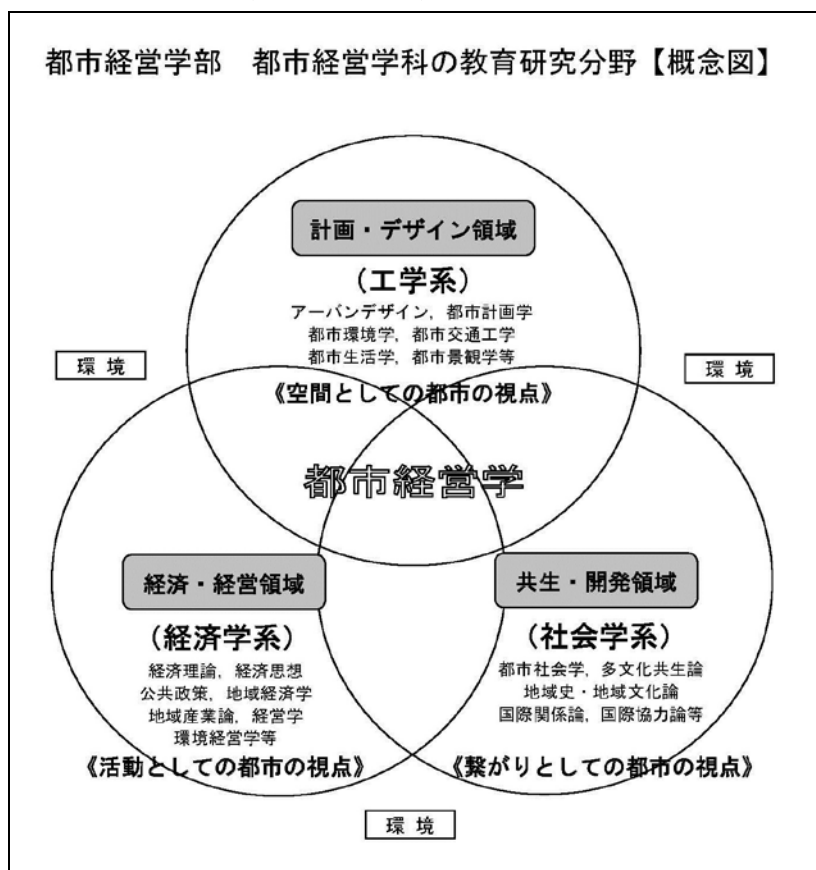 都市経営学部　都市経営学科の教育研究分野【概念図】
計画・デザイン領域
（工学系）
アーバンデザイン，都市計画学
都市環境学，都市交通工学
都市生活学，都市景観学等
環 境
環 境
《空間としての都市の視点》
都市経営学
経済・経営領域
（経済学系）
経済理論，経済思想
公共政策，地域経済学
地域産業論，経営学
環境経営学等
《活動としての都市の視点》
共生・開発領域
（社会学系）
都市社会学，多文化共生論
地域史・地域文化論
国際関係論，国際協力論等
《繋がりとしての都市の視点》
環 境